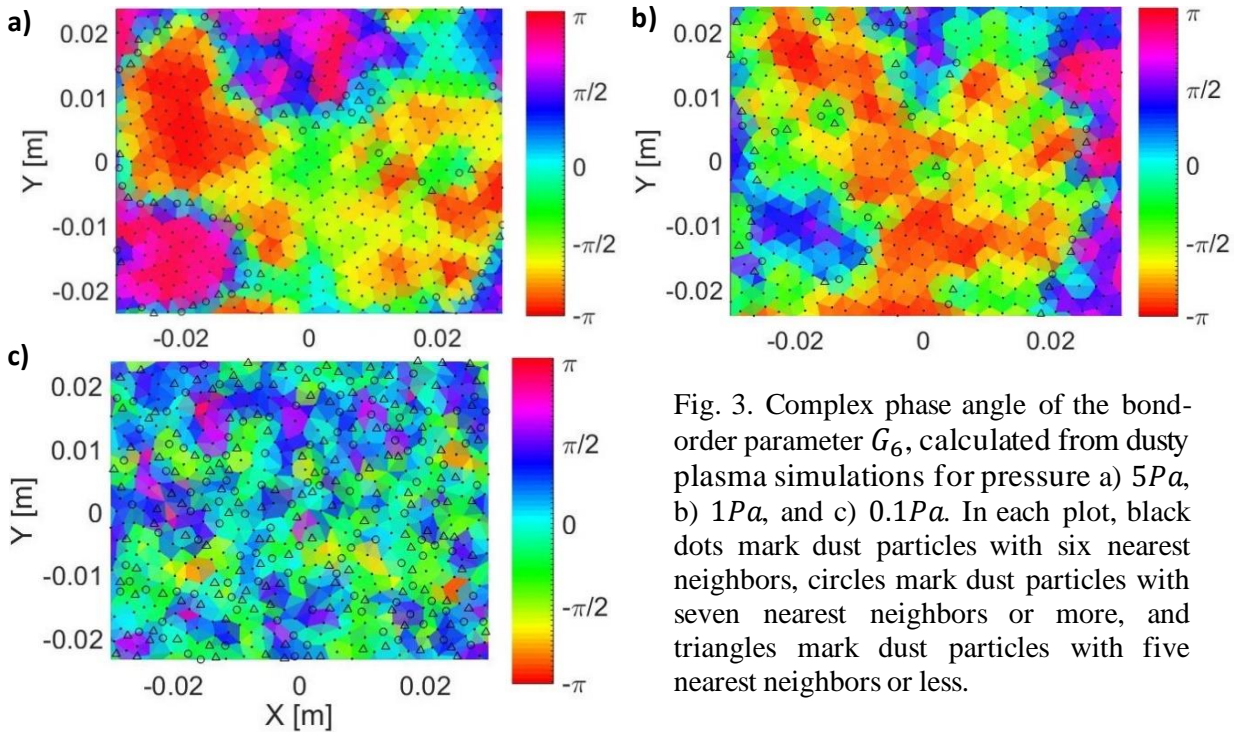 a)
0.02
0.01
0
-0.01
-0.02
Y [m]
-0.02
0
0.02
π
π/2
0
-π/2
-π
b)
0.02
0.01
0
-0.01
-0.02
Y [m]
-0.02
0
0.02
π
π/2
0
-π/2
-π
c)
0.02
0.01
0
-0.01
-0.02
Y [m]
-0.02
0
0.02
X [m]
π
π/2
0
-π/2
-π
Fig. 3. Complex phase angle of the bond-
order parameter G₆, calculated from dusty
plasma simulations for pressure a) 5Pa,
b) 1Pa, and c) 0.1Pa. In each plot, black
dots mark dust particles with six nearest
neighbors, circles mark dust particles with
seven nearest neighbors or more, and
triangles mark dust particles with five
nearest neighbors or less.